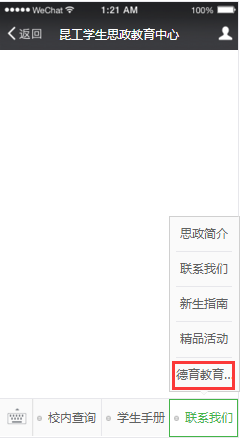 WeChat 1:21 AM 100%
返回 昆工学生思政教育中心
思政简介
联系我们
新生指南
精品活动
德育教育...
校内查询 学生手册 联系我们